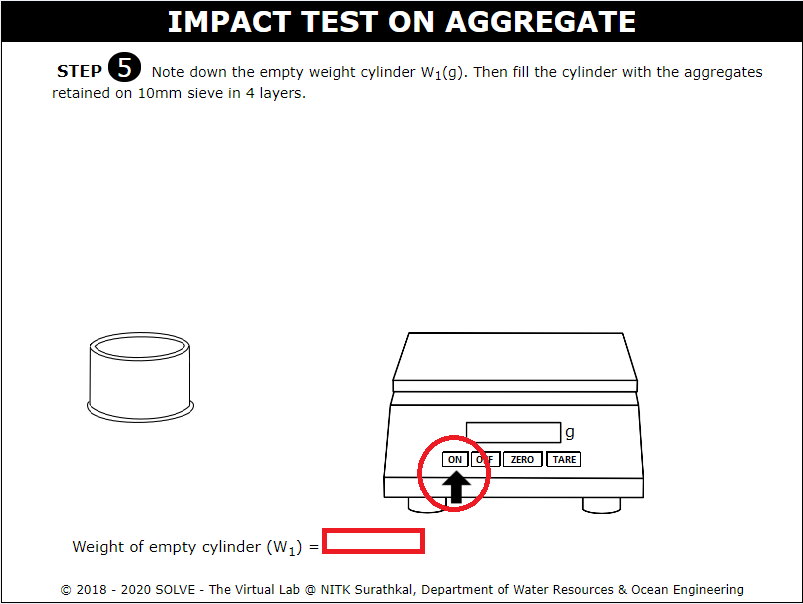 IMPACT TEST ON AGGREGATE
STEP 5 Note down the empty weight cylinder W1(g). Then fill the cylinder with the aggregates
retained on 10mm sieve in 4 layers.
g
ON OFF ZERO TARE
Weight of empty cylinder (W1) =
© 2018 - 2020 SOLVE - The Virtual Lab @ NITK Surathkal, Department of Water Resources & Ocean Engineering